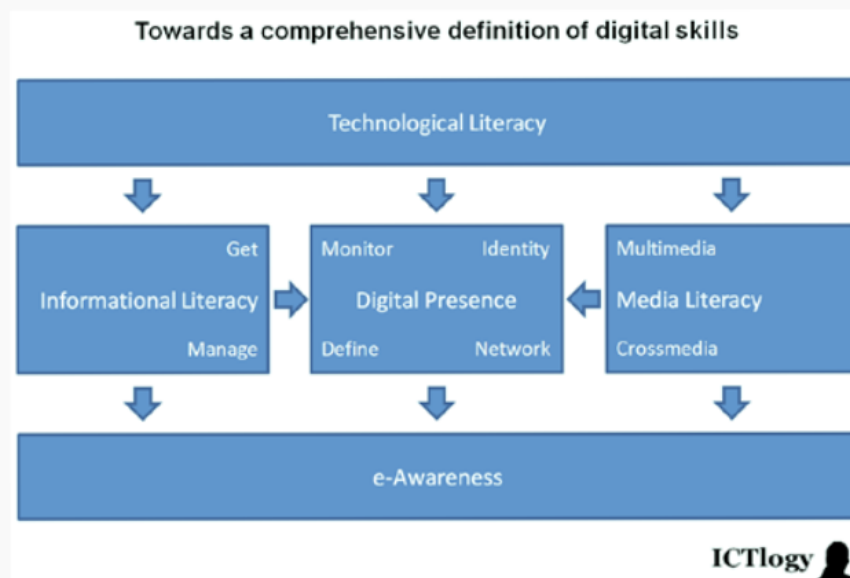 Towards a comprehensive definition of digital skills
Technological Literacy
Get
Informational Literacy
Manage
Monitor Identity
Digital Presence
Define Network
Multimedia
Media Literacy
Crossmedia
e-Awareness
ICTlogy